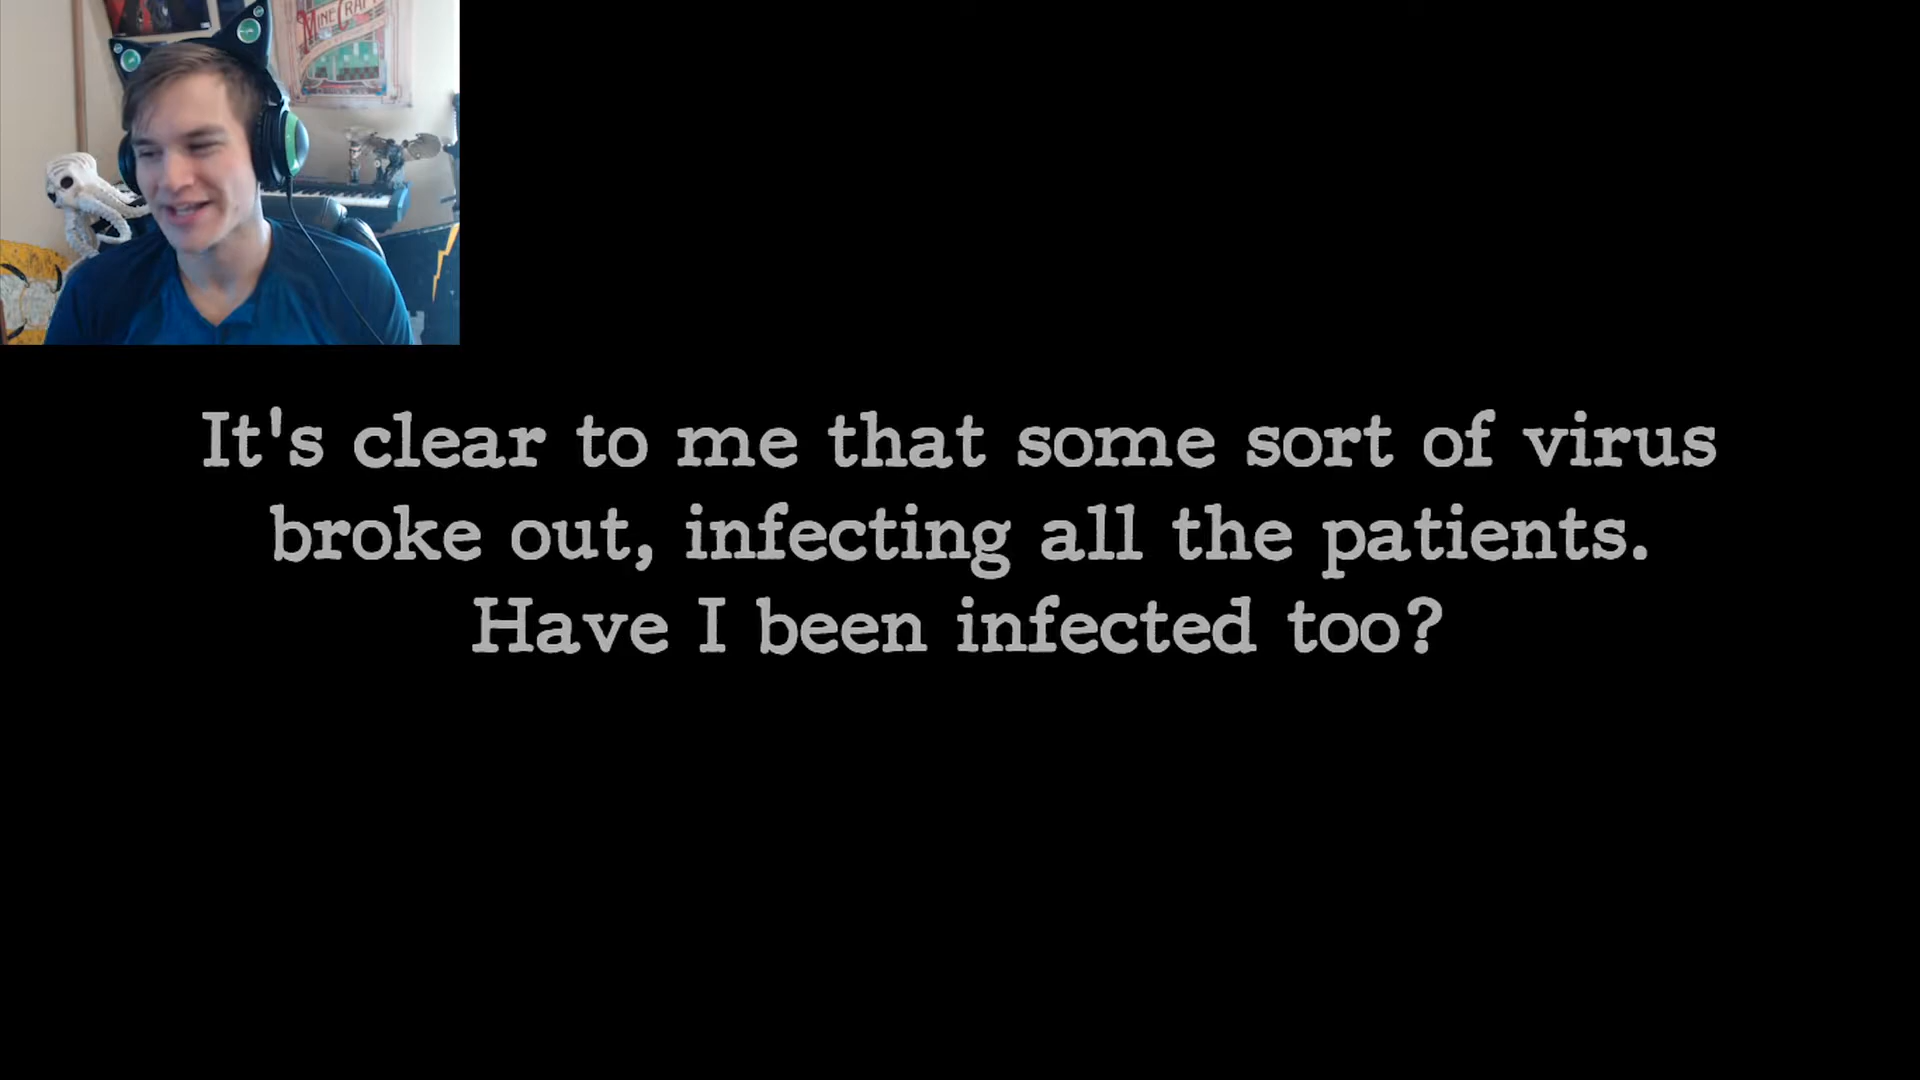 MINECRAFT
It's clear to me that some sort of virus
broke out, infecting all the patients.
Have I been infected too?